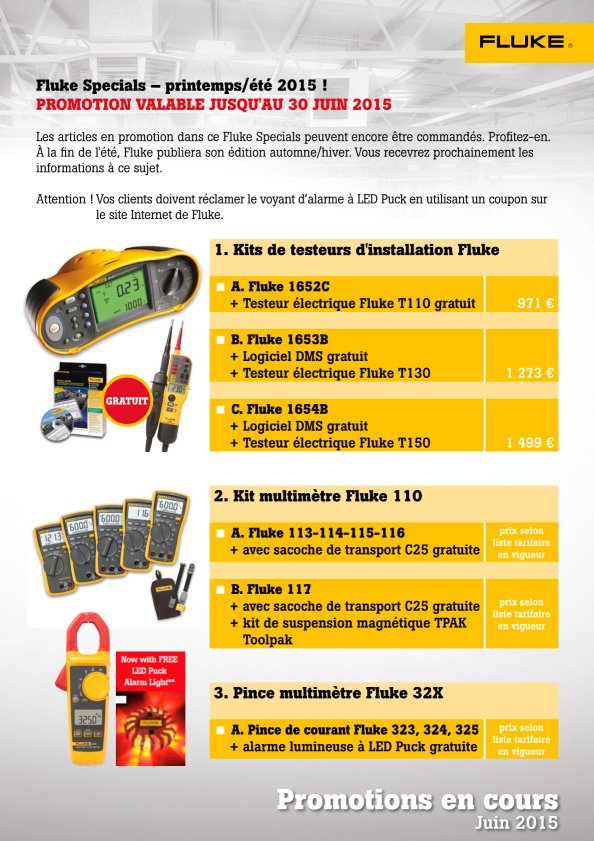 FLUKE®
Fluke Specials – printemps/été 2015 !
PROMOTION VALABLE JUSQU'AU 30 JUIN 2015
Les articles en promotion dans ce Fluke Specials peuvent encore être commandés. Profitez-en.
À la fin de l'été, Fluke publiera son édition automne/hiver. Vous recevrez prochainement les
informations à ce sujet.
Attention ! Vos clients doivent réclamer le voyant d'alarme à LED Puck en utilisant un coupon sur
le site Internet de Fluke.
1. Kits de testeurs d'installation Fluke
A. Fluke 1652C
+ Testeur électrique Fluke T110 gratuit 971 €
B. Fluke 1653B
+ Logiciel DMS gratuit
+ Testeur électrique Fluke T130 1 273 €
C. Fluke 1654B
+ Logiciel DMS gratuit
+ Testeur électrique Fluke T150 1 499 €
GRATUIT
2. Kit multimètre Fluke 110
A. Fluke 113-114-115-116
+ avec sacoche de transport C25 gratuite
prix selon
liste tarifaire
en vigueur
B. Fluke 117
+ avec sacoche de transport C25 gratuite
+ kit de suspension magnétique TPAK
Toolpak
prix selon
liste tarifaire
en vigueur
Now with FREE
LED Puck
Alarm Light**
3. Pince multimètre Fluke 32X
A. Pince de courant Fluke 323, 324, 325
+ alarme lumineuse à LED Puck gratuite
prix selon
liste tarifaire
en vigueur
Promotions en cours
Juin 2015